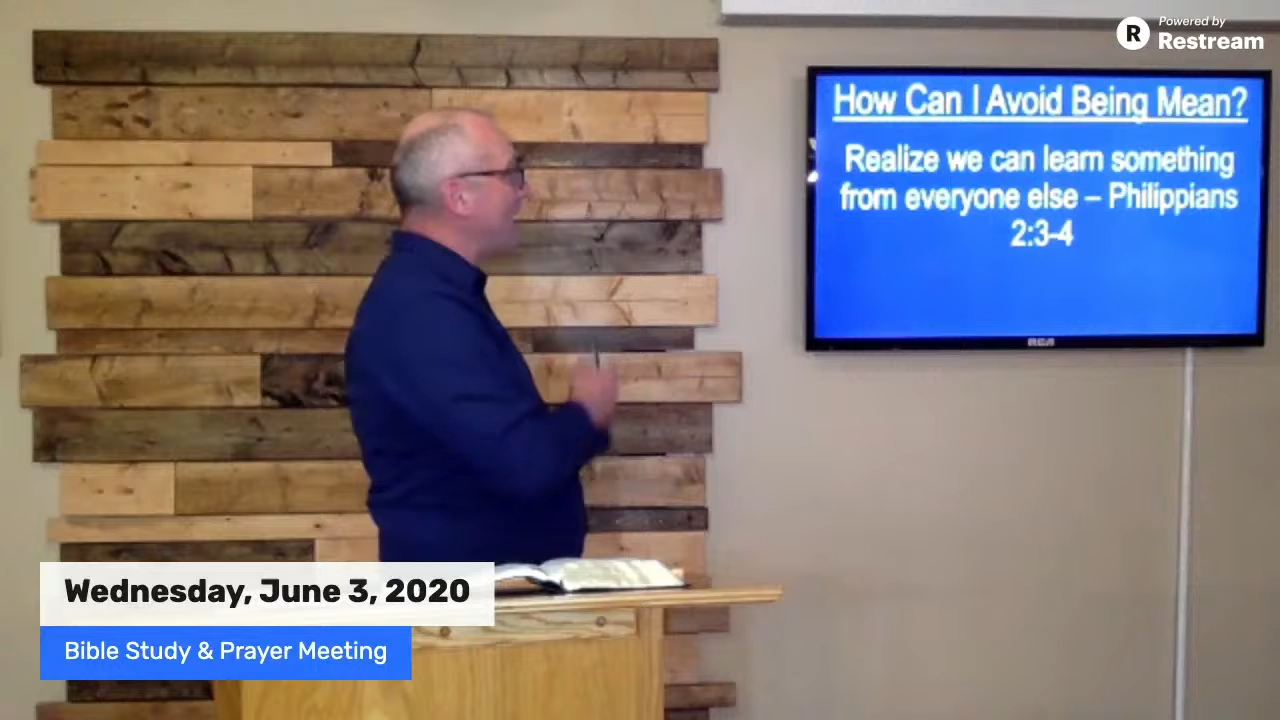 Powered by
R Restream
How Can I Avoid Being Mean?
Realize we can learn something
from everyone else – Philippians
2:3-4
RCA
Wednesday, June 3, 2020
Bible Study & Prayer Meeting